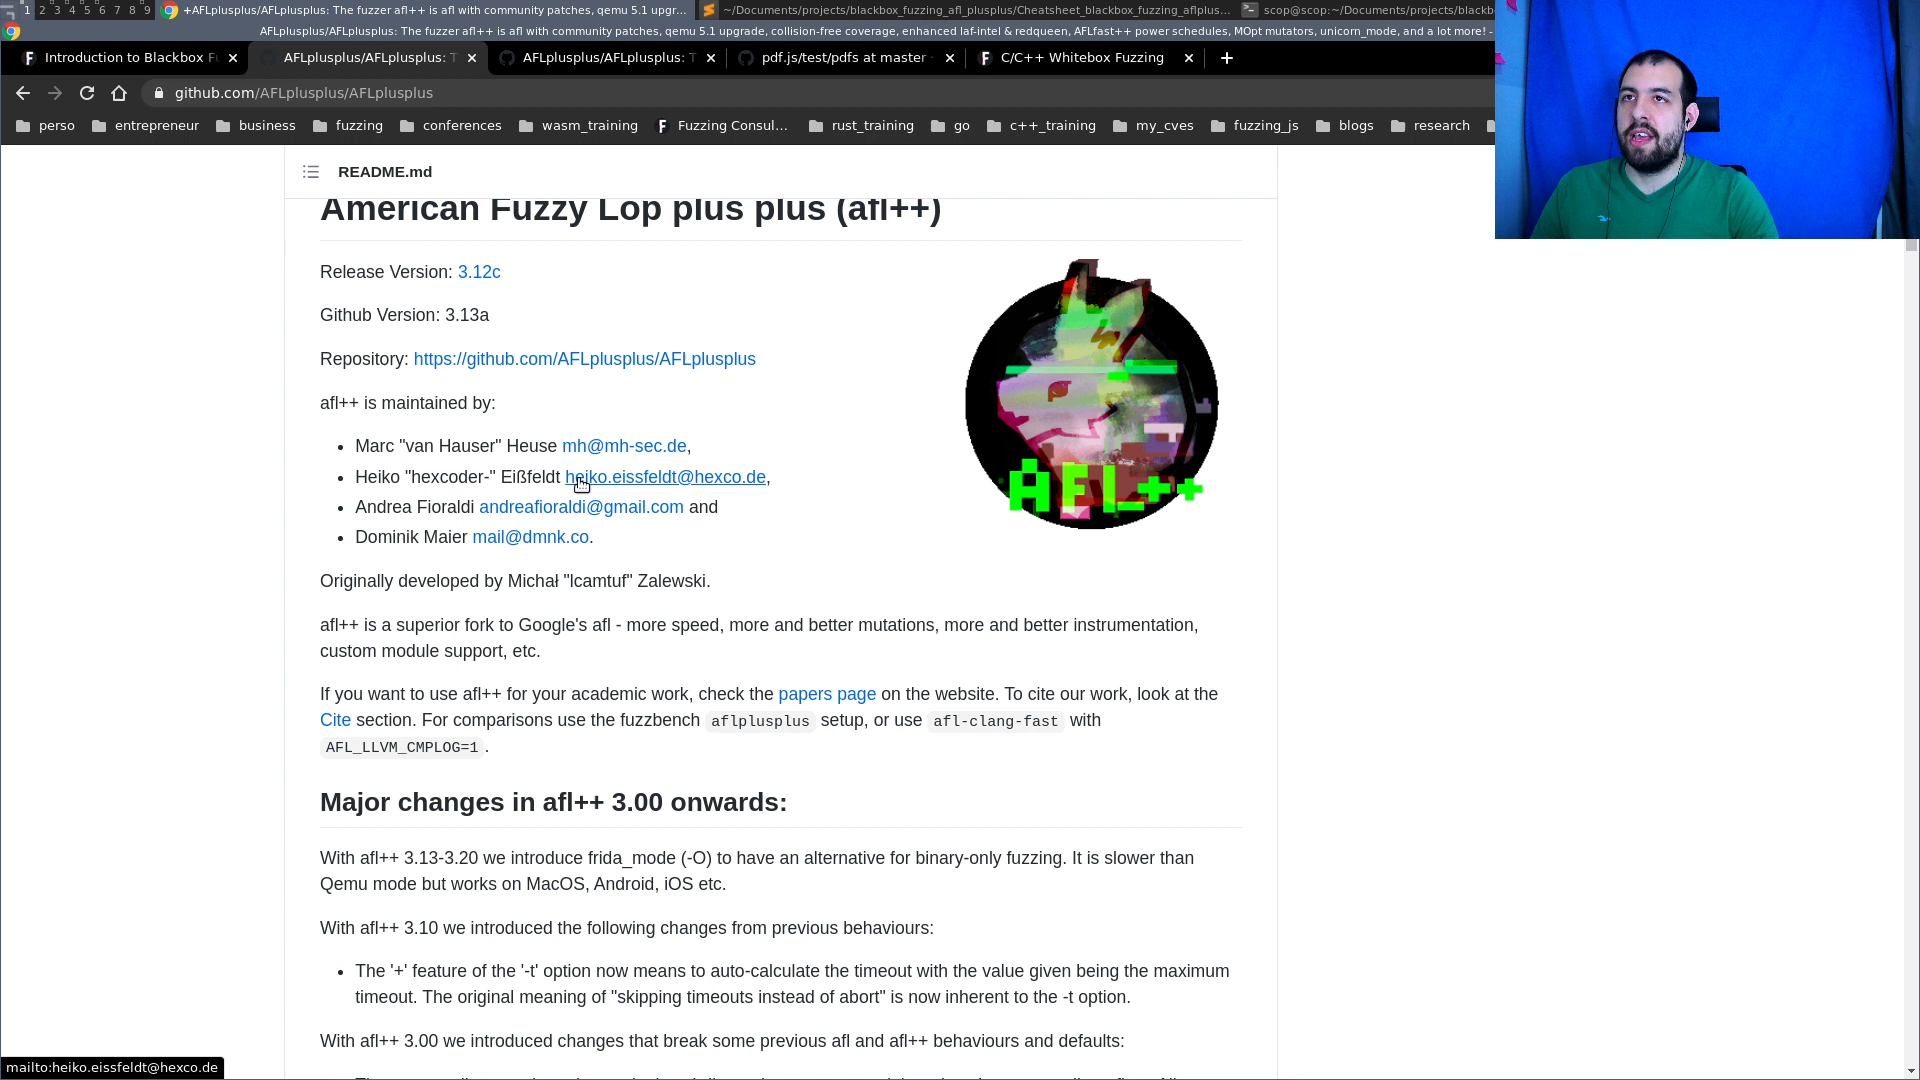 1 2 3 4 5 6 7 8 9
+AFLplusplus/AFLplusplus: The fuzzer afl++ is afl with community patches, qemu 5.1 upgr...
~/Documents/projects/blackbox_fuzzing_afl_plusplus/Cheatsheet_blackbox_fuzzing_aflplus...
scop@scop:~/Documents/projects/blackbo
AFLplusplus/AFLplusplus: The fuzzer afl++ is afl with community patches, qemu 5.1 upgrade, collision-free coverage, enhanced laf-intel & redqueen, AFLfast++ power schedules, MOpt mutators, unicorn_mode, and a lot more! -
Introduction to Blackbox Fu
AFLplusplus/AFLplusplus: T
AFLplusplus/AFLplusplus: T
pdf.js/test/pdfs at master
C/C++ Whitebox Fuzzing
github.com/AFLplusplus/AFLplusplus
perso entrepreneur business fuzzing conferences wasm_training Fuzzing Consul... rust_training go c++_training my_cves fuzzing_js blogs research
README.md
American Fuzzy Lop plus plus (afl++)
Release Version: 3.12c
Github Version: 3.13a
Repository: https://github.com/AFLplusplus/AFLplusplus
afl++ is maintained by:
Marc "van Hauser" Heuse mh@mh-sec.de,
Heiko "hexcoder-" Eißfeldt heiko.eissfeldt@hexco.de,
Andrea Fioraldi andreafioraldi@gmail.com and
Dominik Maier mail@dmnk.co.
AFL++
Originally developed by Michał "lcamtuf" Zalewski.
afl++ is a superior fork to Google's afl - more speed, more and better mutations, more and better instrumentation,
custom module support, etc.
If you want to use afl++ for your academic work, check the papers page on the website. To cite our work, look at the
Cite section. For comparisons use the fuzzbench aflplusplus setup, or use afl-clang-fast with
AFL_LLVM_CMPLOG=1 .
Major changes in afl++ 3.00 onwards:
With afl++ 3.13-3.20 we introduce frida_mode (-O) to have an alternative for binary-only fuzzing. It is slower than
Qemu mode but works on MacOS, Android, iOS etc.
With afl++ 3.10 we introduced the following changes from previous behaviours:
The '+' feature of the '-t' option now means to auto-calculate the timeout with the value given being the maximum
timeout. The original meaning of "skipping timeouts instead of abort" is now inherent to the -t option.
With afl++ 3.00 we introduced changes that break some previous afl and afl++ behaviours and defaults:
mailto:heiko.eissfeldt@hexco.de